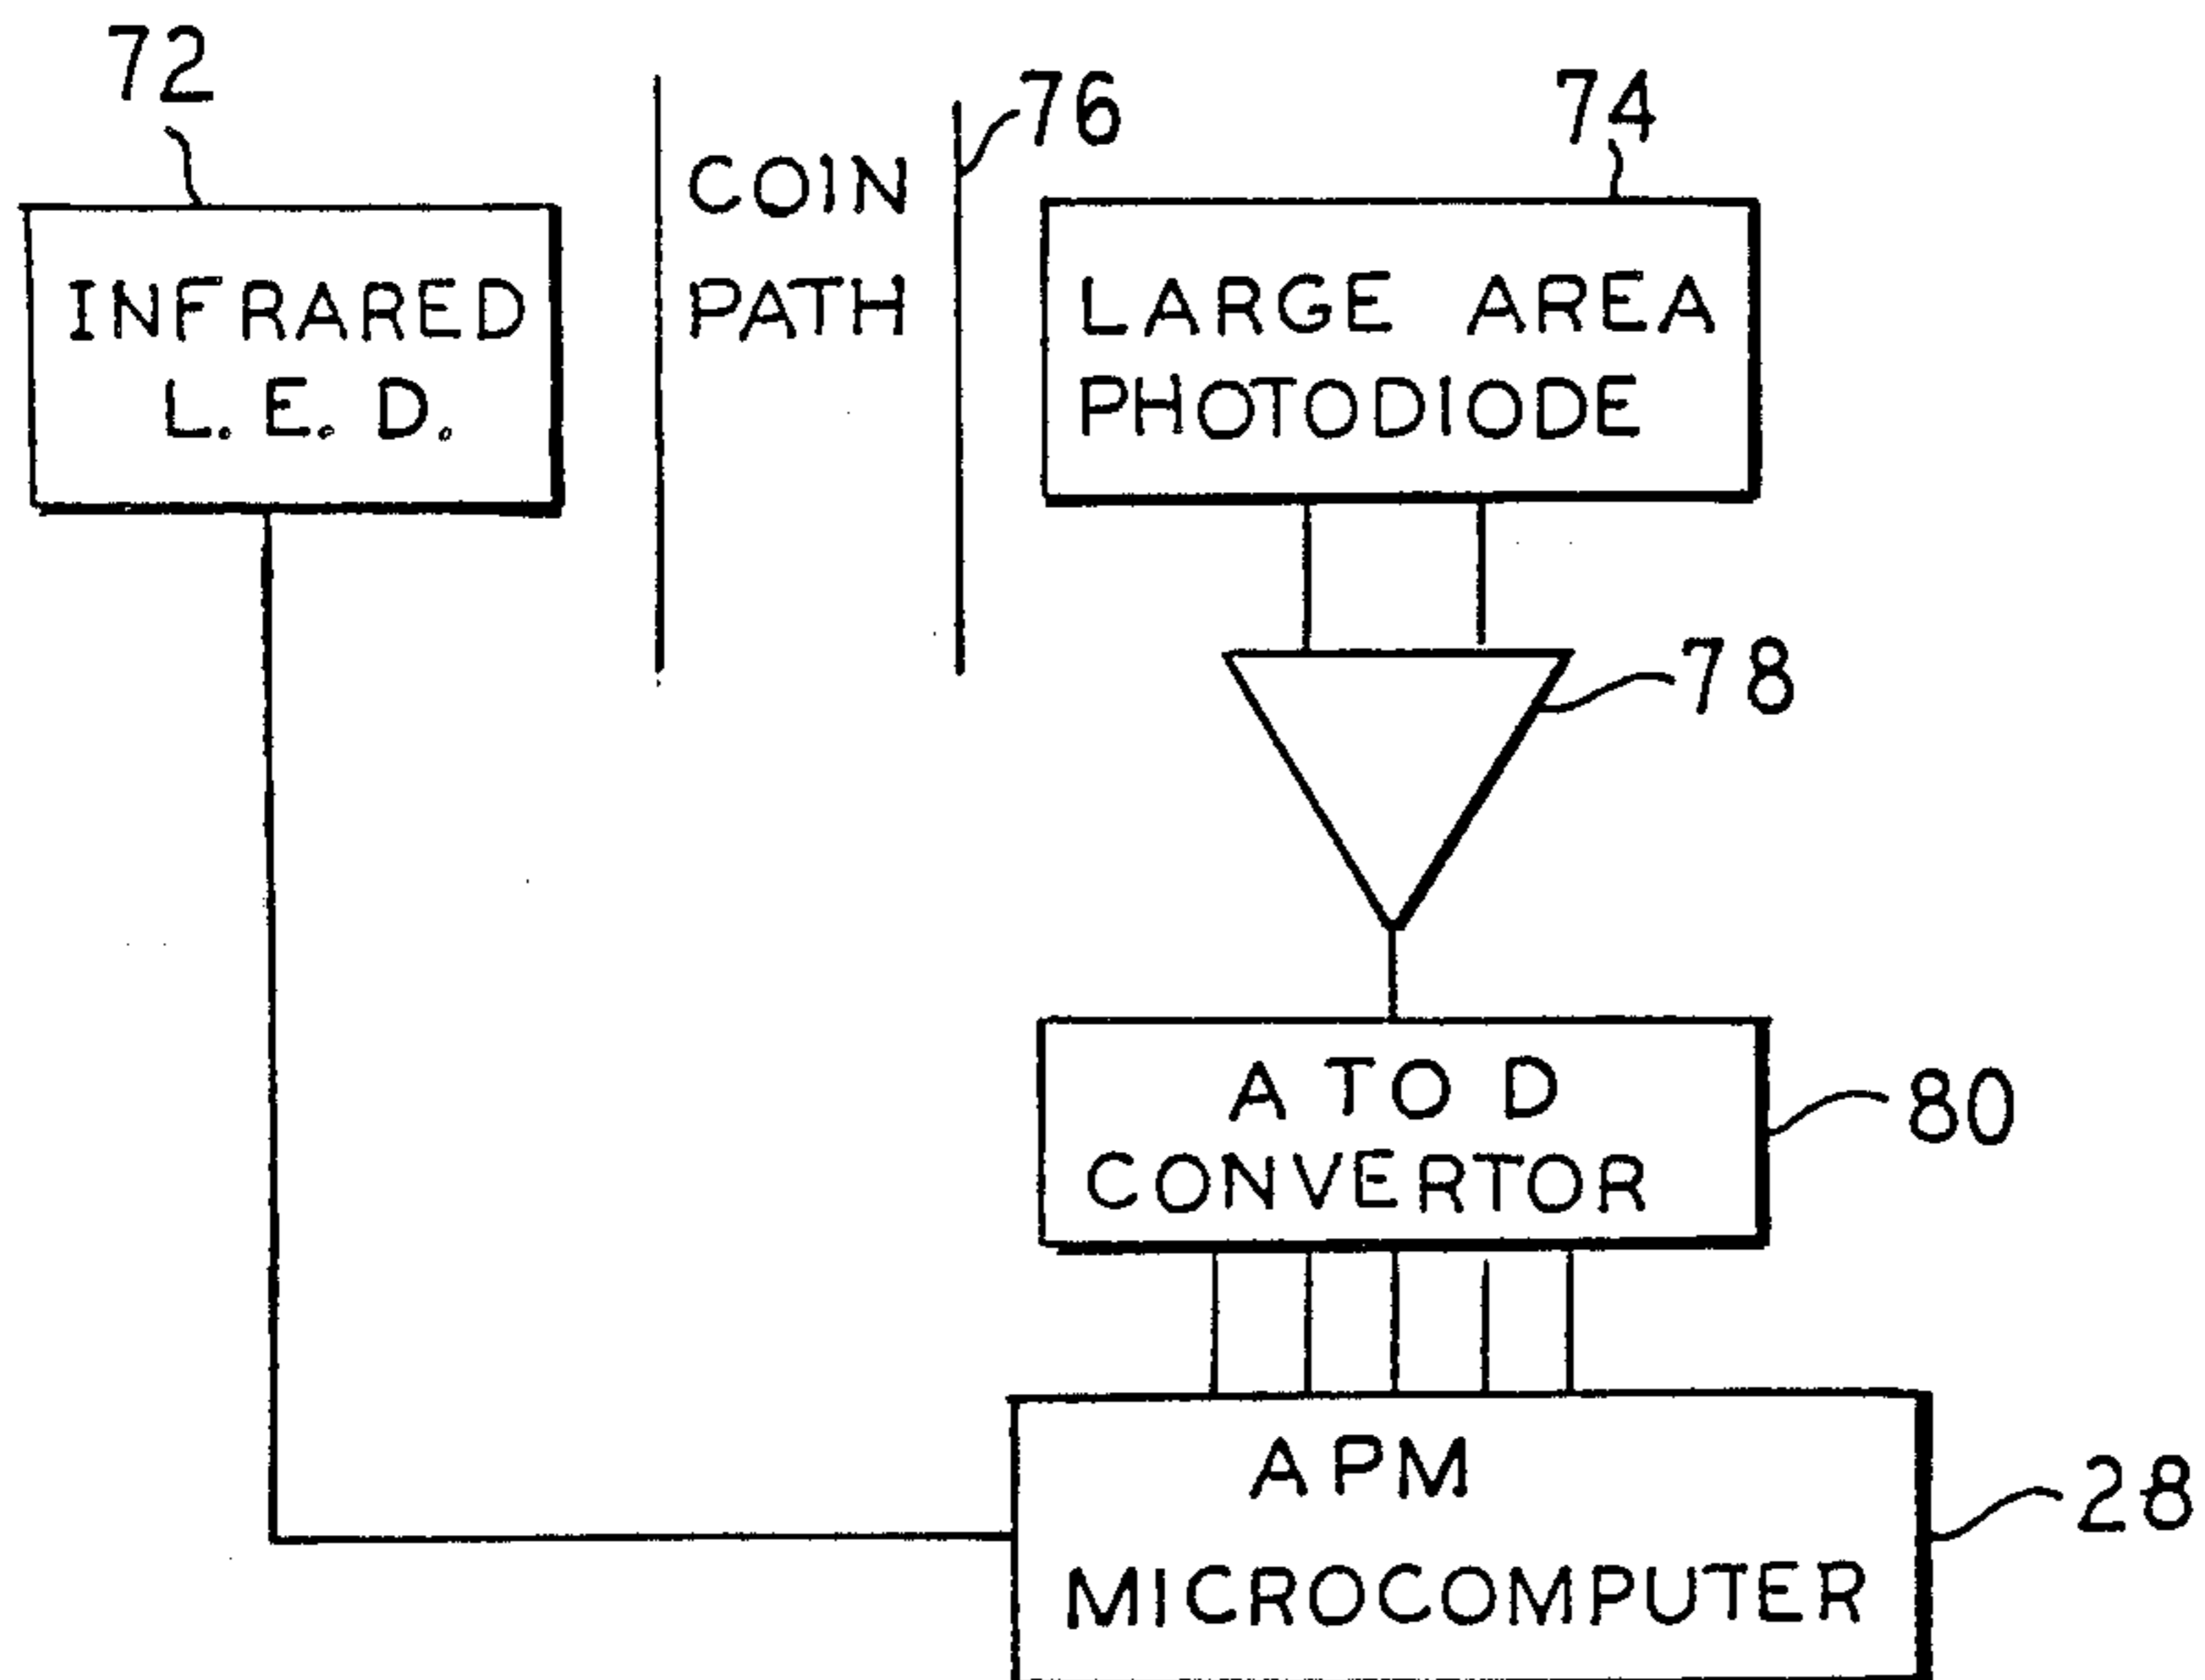 72
76
74
COIN
PATH
INFRARED
L.E.D.
LARGE AREA
PHOTODIODE
78
A TO D
CONVERTOR
80
APM
MICROCOMPUTER
28